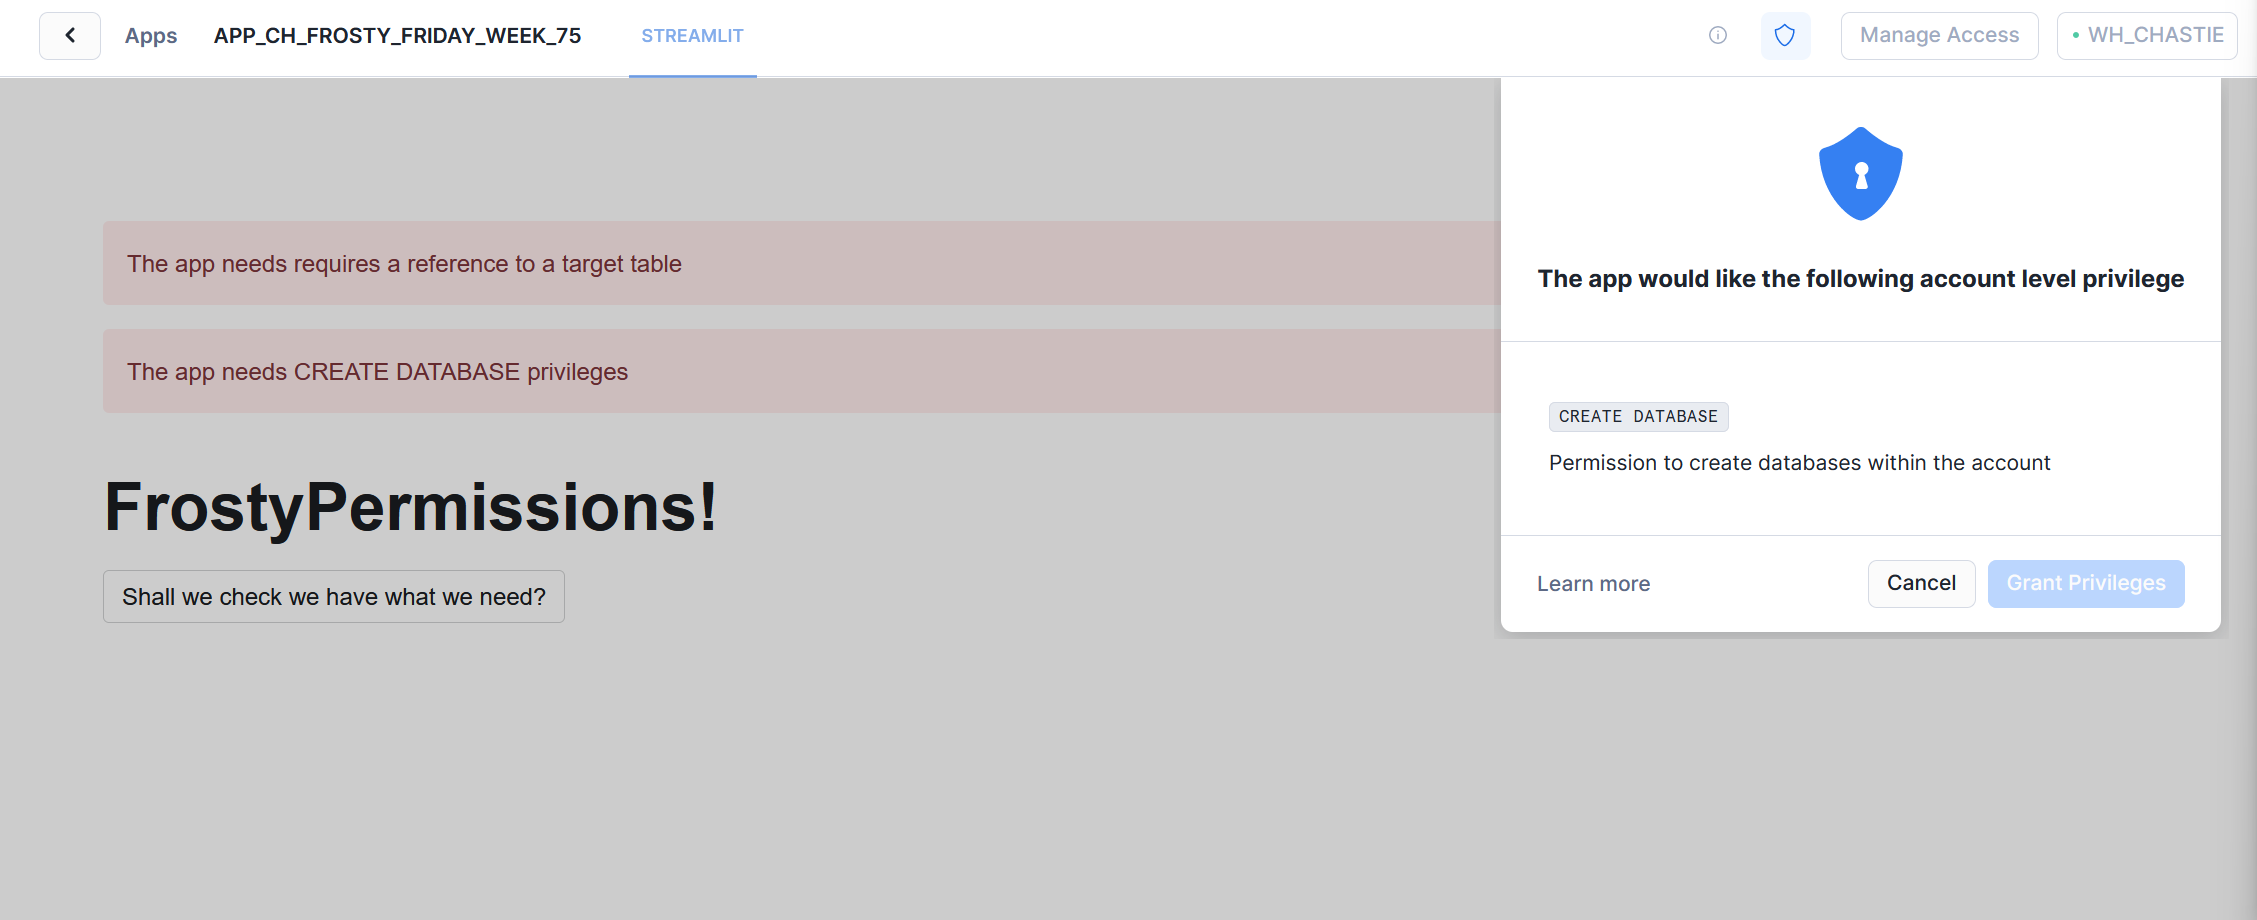 Apps APP_CH_FROSTY_FRIDAY_WEEK_75 STREAMLIT Manage Access WH_CHASTIE
The app needs requires a reference to a target table
The app needs CREATE DATABASE privileges
FrostyPermissions!
Shall we check we have what we need?
The app would like the following account level privilege
CREATE DATABASE
Permission to create databases within the account
Learn more Cancel Grant Privileges